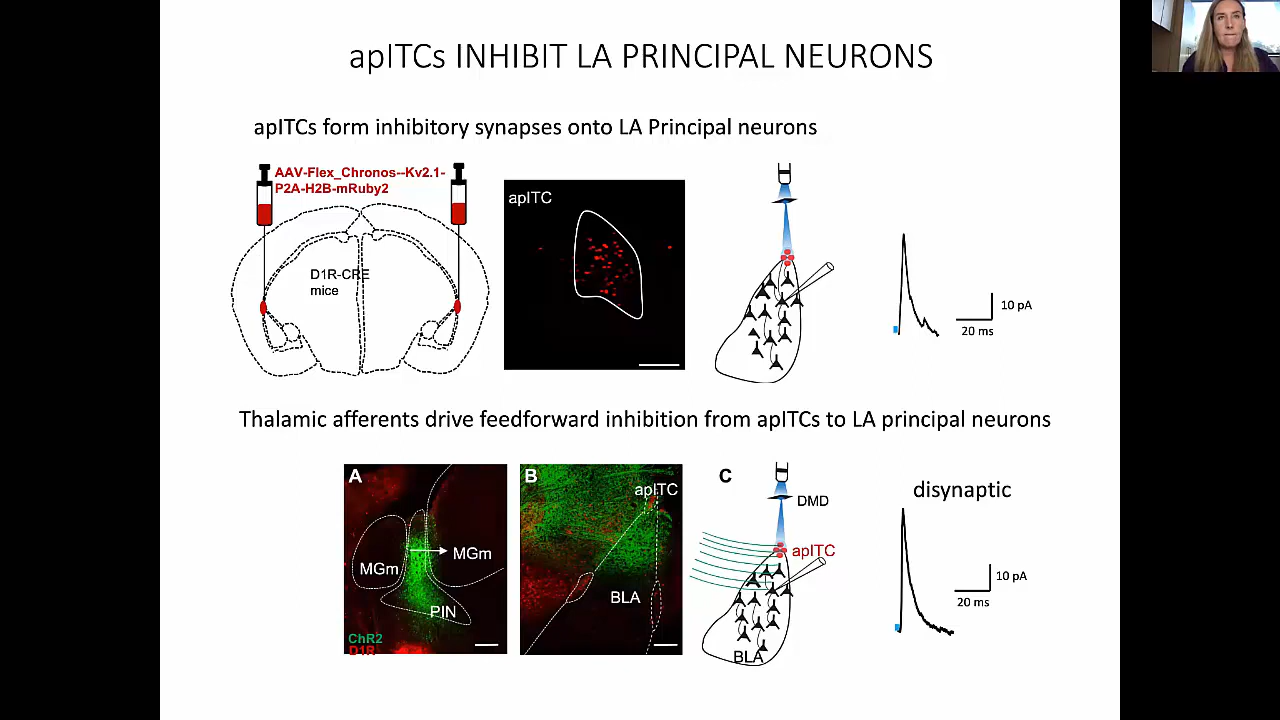 apITCs INHIBIT LA PRINCIPAL NEURONS
apITCs form inhibitory synapses onto LA Principal neurons
AAV-Flex_Chronos--Kv2.1-
P2A-H2B-mRuby2
D1R-CRE
mice
apITC
10 pA
20 ms
Thalamic afferents drive feedforward inhibition from apITCs to LA principal neurons
A
MGm
MGm
PIN
ChR2
D1R
B
apITC
BLA
C
DMD
apITC
BLA
disynaptic
10 pA
20 ms